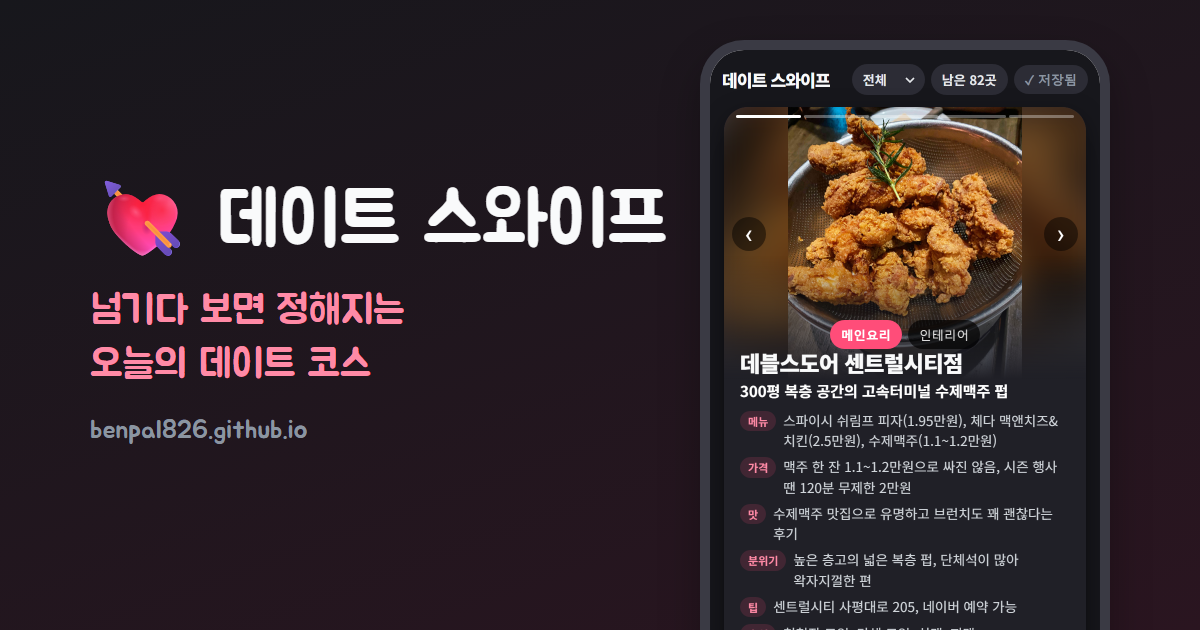 데이트 스와이프
넘기다 보면 정해지는
오늘의 데이트 코스
benpal826.github.io
데이트 스와이프
전체
남은 82곳
✓ 저장됨
메인요리
인테리어
데블스도어 센트럴시티점
300평 복층 공간의 고속터미널 수제맥주 펍
메뉴 스파이시 쉬림프 피자(1.95만원), 체다 맥앤치즈&
치킨(2.5만원), 수제맥주(1.1~1.2만원)
가격 맥주 한 잔 1.1~1.2만원으로 싸진 않음, 시즌 행사
땐 120분 무제한 2만원
맛 수제맥주 맛집으로 유명하고 브런치도 꽤 괜찮다는
후기
분위기 높은 층고의 넓은 복층 펍, 단체석이 많아
왁자지껄한 편
팁 센트럴시티 사평대로 205, 네이버 예약 가능